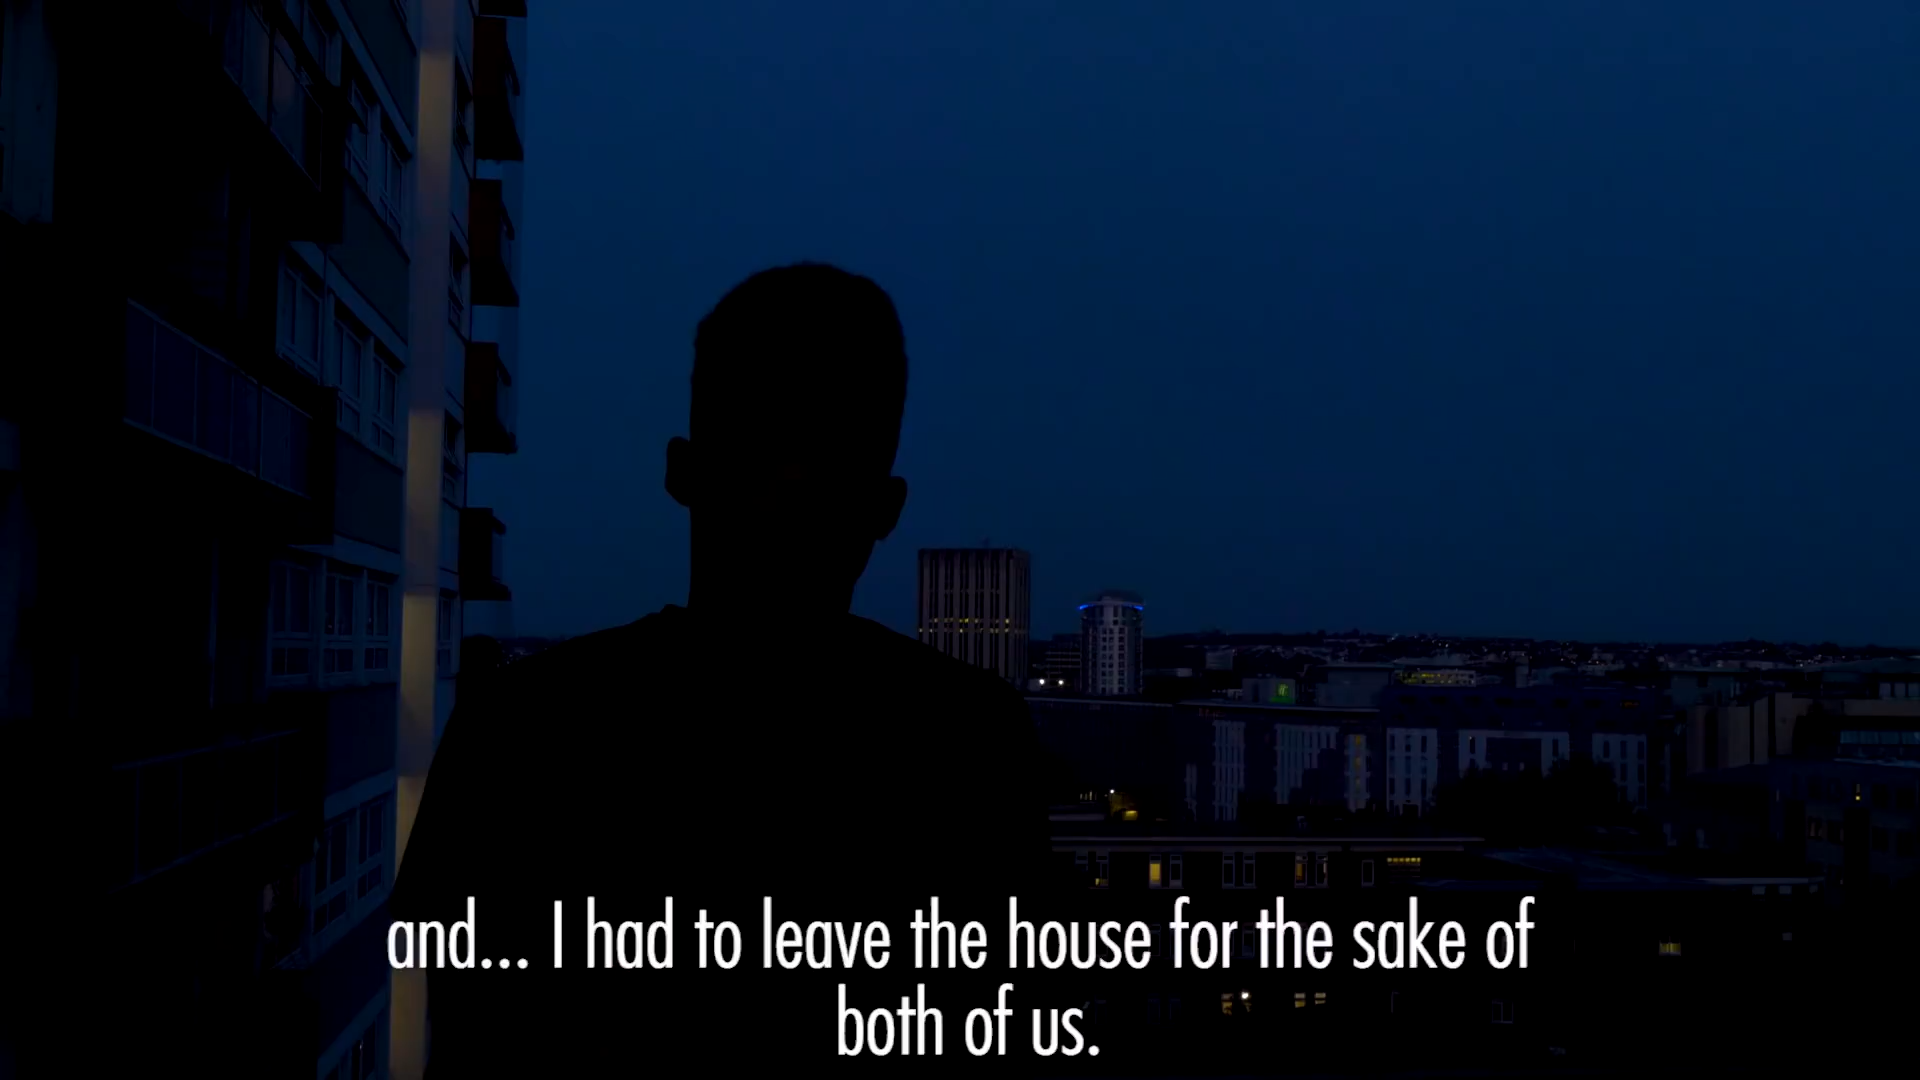 and... I had to leave the house for the sake of
both of us.